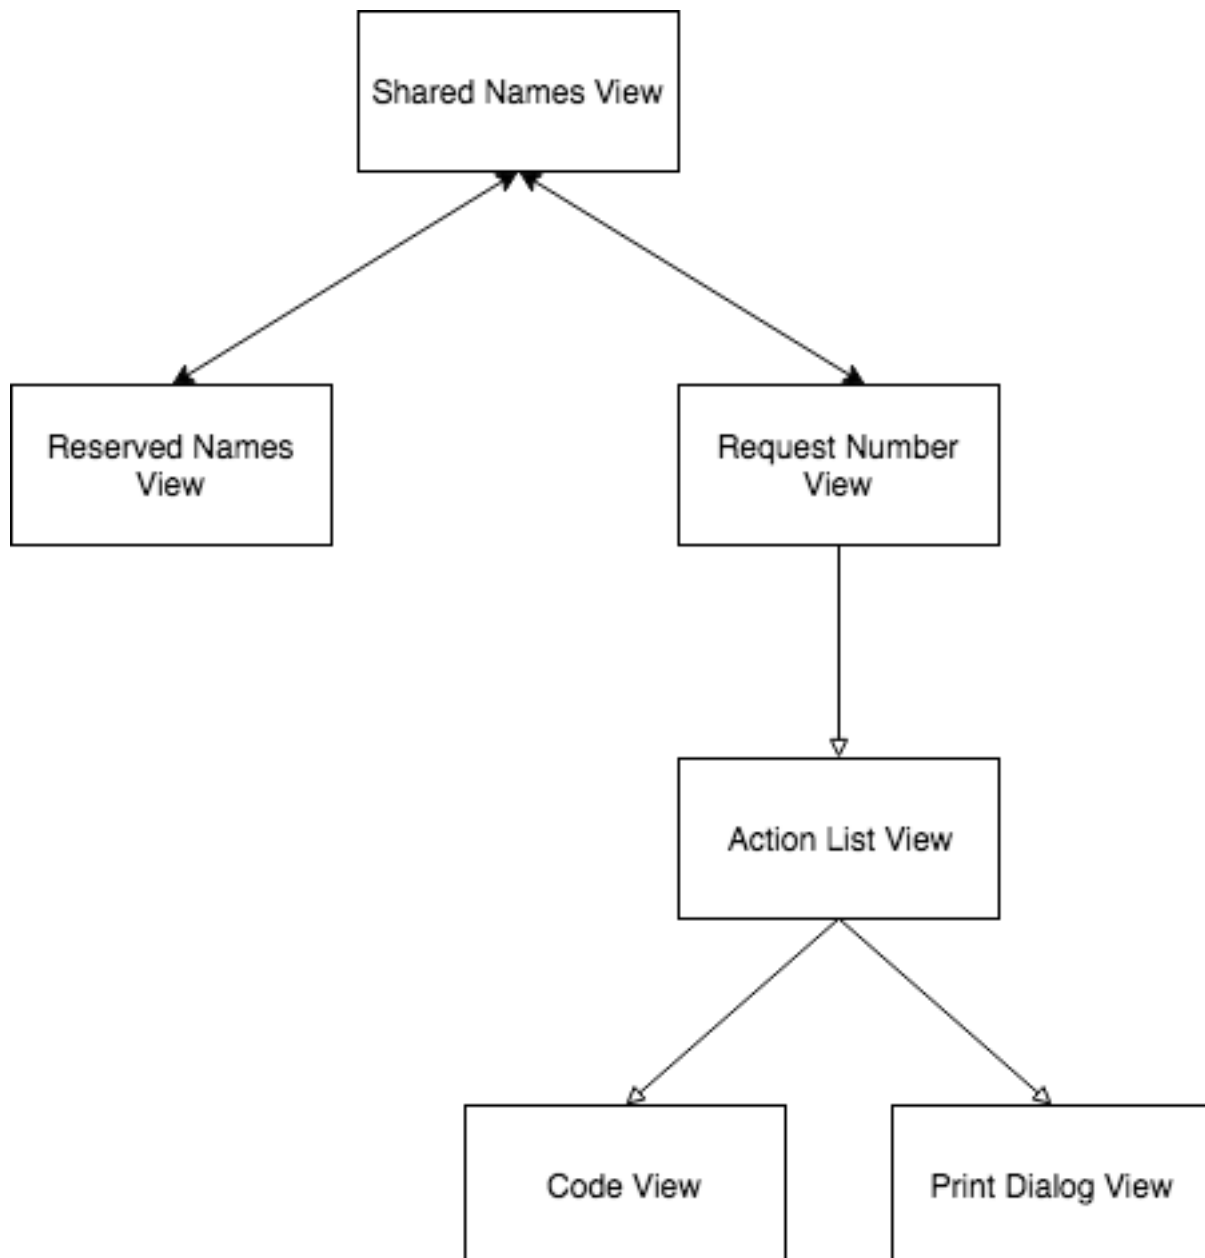 Shared Names View
Reserved Names
View
Request Number
View
Action List View
Code View
Print Dialog View